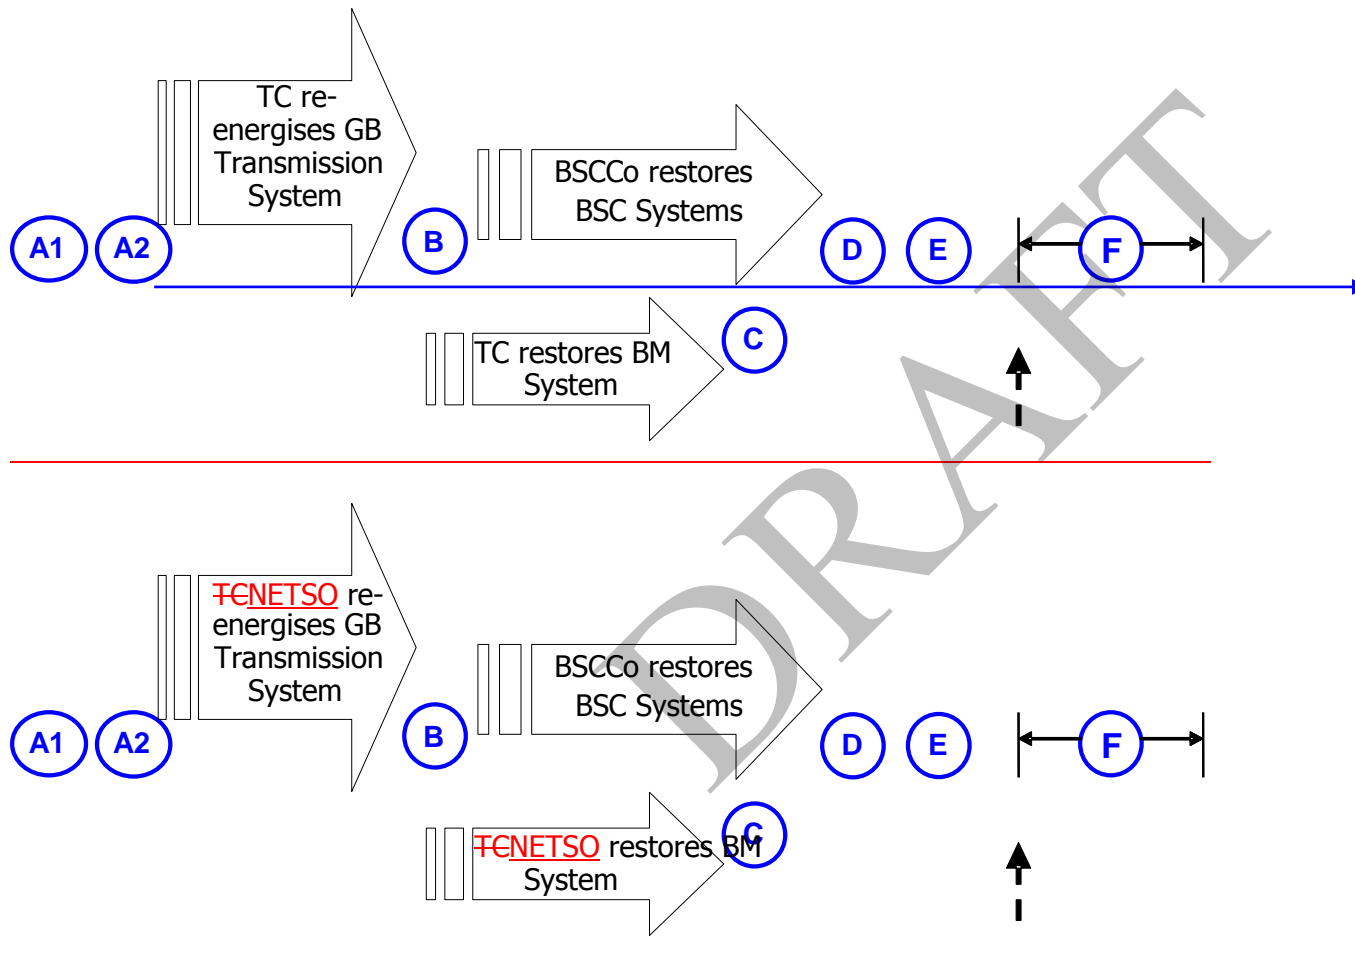 TC re-
energises GB
Transmission
System
BSCCo restores
BSC Systems
A1
A2
B
D
E
F
TC restores BM
System
C
TCNETSO re-
energises GB
Transmission
System
BSCCo restores
BSC Systems
A1
A2
B
D
E
F
TCNETSO restores BM
System
C
DRAFT